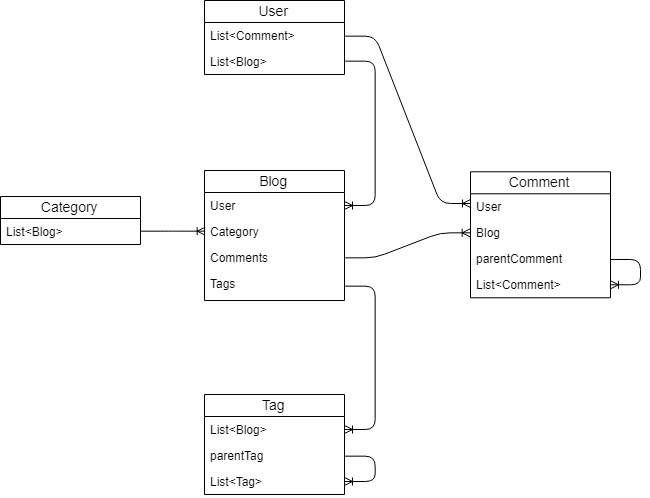 User
List<Comment>
List<Blog>
Blog
User
Category
Comments
Tags
Category
List<Blog>
Comment
User
Blog
parentComment
List<Comment>
Tag
List<Blog>
parentTag
List<Tag>